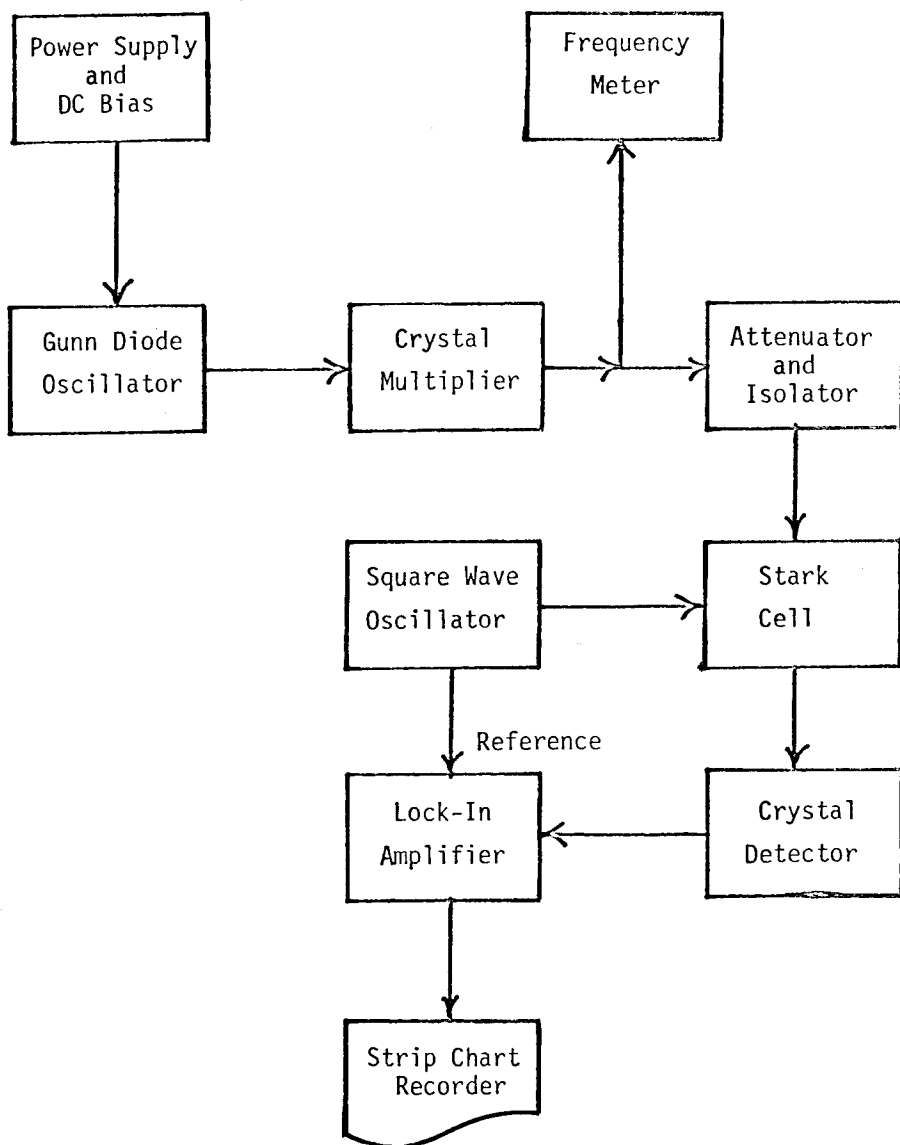 Power Supply
and
DC Bias
Frequency
Meter
Gunn Diode
Oscillator
Crystal
Multiplier
Attenuator
and
Isolator
Square Wave
Oscillator
Stark
Cell
Reference
Lock-In
Amplifier
Crystal
Detector
Strip Chart
Recorder